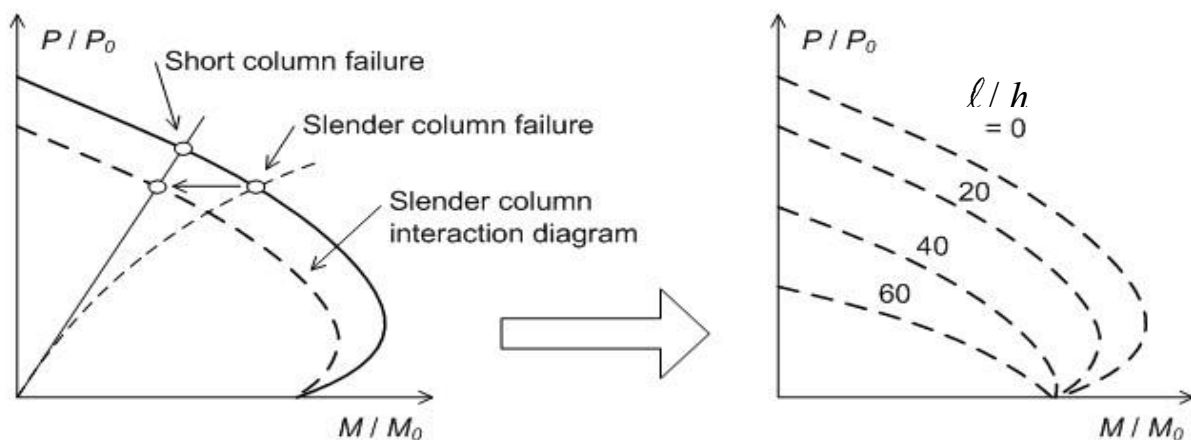 P / P₀
Short column failure
Slender column failure
Slender column
interaction diagram
M / M₀
P / P₀
ℓ / h
= 0
20
40
60
M / M₀